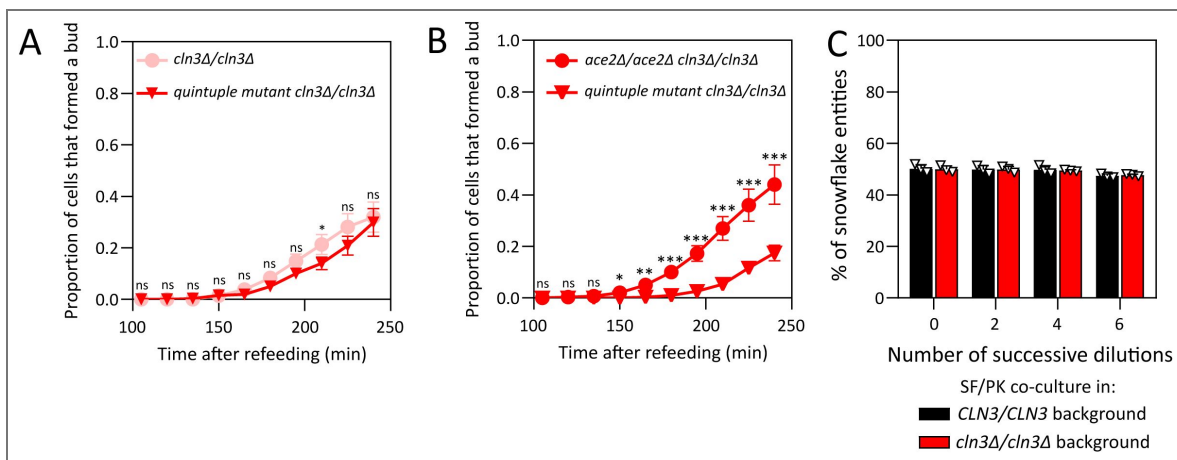 A
Proportion of cells that formed a bud
1.0
0.8
0.6
0.4
0.2
0.0
cln3Δ/cln3Δ
quintuple mutant cln3Δ/cln3Δ
ns ns ns ns ns ns ns * ns ns
100 150 200 250
Time after refeeding (min)
B
Proportion of cells that formed a bud
1.0
0.8
0.6
0.4
0.2
0.0
ace2Δ/ace2Δ cln3Δ/cln3Δ
quintuple mutant cln3Δ/cln3Δ
ns ns ns * ** *** *** *** *** ***
100 150 200 250
Time after refeeding (min)
C
% of snowflake entities
100
80
60
40
20
0
0 2 4 6
Number of successive dilutions
SF/PK co-culture in:
CLN3/CLN3 background
cln3Δ/cln3Δ background